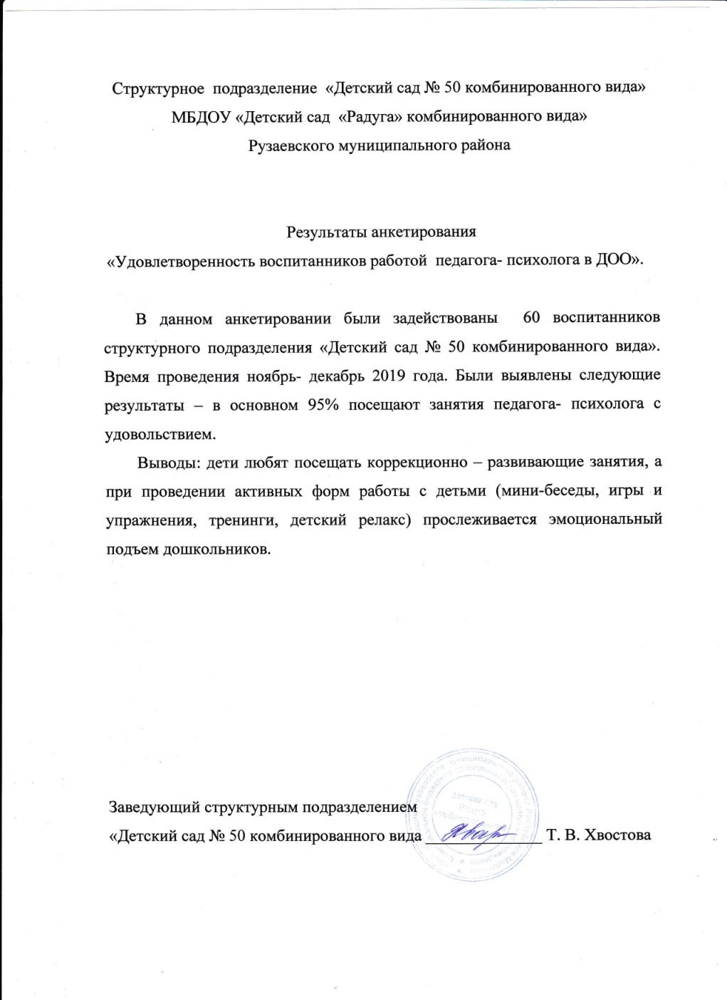 Структурное подразделение «Детский сад № 50 комбинированного вида»
МБДОУ «Детский сад «Радуга» комбинированного вида»
Рузаевского муниципального района
Результаты анкетирования
«Удовлетворенность воспитанников работой педагога- психолога в ДОО».
В данном анкетировании были задействованы 60 воспитанников
структурного подразделения «Детский сад № 50 комбинированного вида».
Время проведения ноябрь- декабрь 2019 года. Были выявлены следующие
результаты – в основном 95% посещают занятия педагога- психолога с
удовольствием.
Выводы: дети любят посещать коррекционно – развивающие занятия, а
при проведении активных форм работы с детьми (мини-беседы, игры и
упражнения, тренинги, детский релакс) прослеживается эмоциональный
подъем дошкольников.
детский сад
Радуга
Заведующий структурным подразделением
«Детский сад № 50 комбинированного вида ______________ Т. В. Хвостова